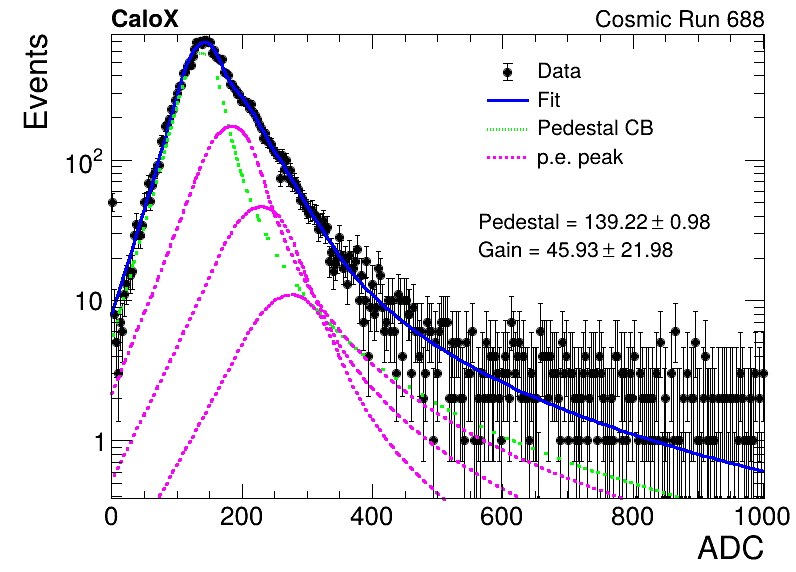 CaloX Cosmic Run 688
Events
Data
Fit
Pedestal CB
p.e. peak
Pedestal = 139.22 ± 0.98
Gain = 45.93 ± 21.98
10²
10
1
0 200 400 600 800 1000
ADC